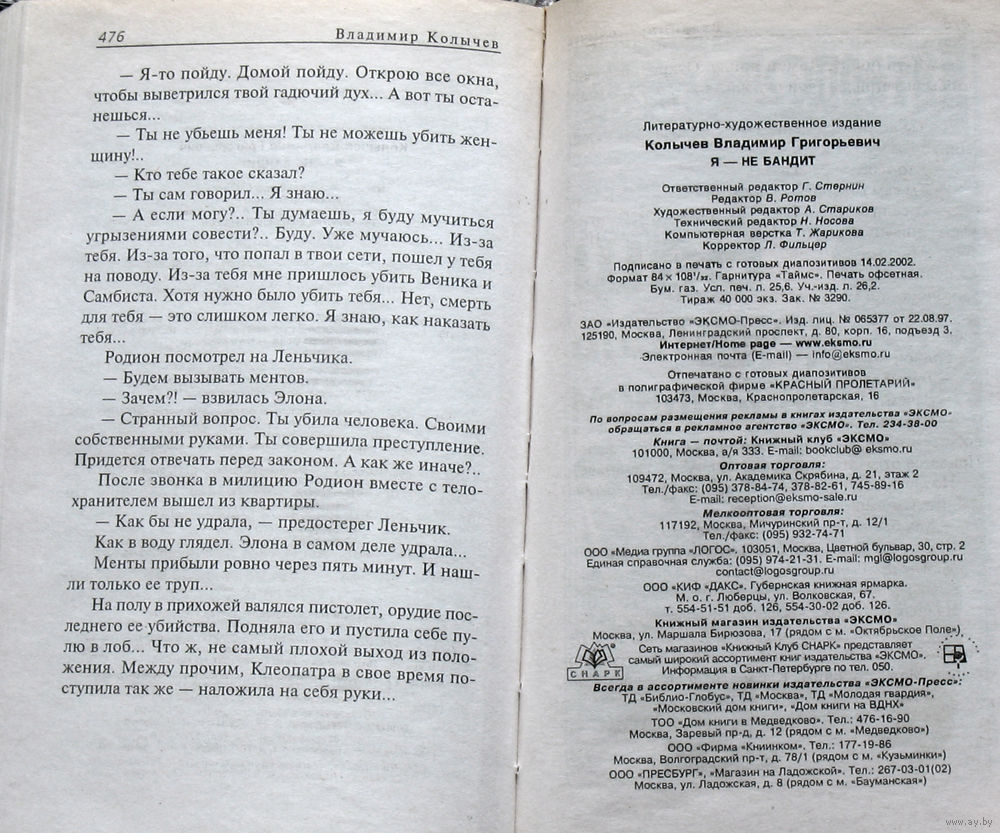 476 Владимир Колычев
— Я-то пойду. Домой пойду. Открою все окна,
чтобы выветрился твой гадючий дух... А вот ты оста-
нешься...
— Ты не убьешь меня! Ты не можешь убить жен-
щину!..
— Кто тебе такое сказал?
— Ты сам говорил... Я знаю...
— А если могу?.. Ты думаешь, я буду мучиться
угрызениями совести?.. Буду. Уже мучаюсь... Из-за
тебя. Из-за того, что попал в твои сети, пошел у тебя
на поводу. Из-за тебя мне пришлось убить Веника и
Самбиста. Хотя нужно было убить тебя... Нет, смерть
для тебя — это слишком легко. Я знаю, как наказать
тебя...
Родион посмотрел на Леньчика.
— Будем вызывать ментов.
— Зачем?! — взвилась Элона.
— Странный вопрос. Ты убила человека. Своими
собственными руками. Ты совершила преступление.
Придется отвечать перед законом. А как же иначе?..
После звонка в милицию Родион вместе с тело-
хранителем вышел из квартиры.
— Как бы не удрала, — предостерег Леньчик.
Как в воду глядел. Элона в самом деле удрала...
Менты прибыли ровно через пять минут. И наш-
ли только ее труп...
На полу в прихожей валялся пистолет, орудие пос-
леднего ее убийства. Подняла его и пустила себе пу-
лю в лоб... Что ж, не самый плохой выход из поло-
жения. Между прочим, Клеопатра в свое время по-
ступила так же — наложила на себя руки...
Литературно-художественное издание
Колычев Владимир Григорьевич
Я — НЕ БАНДИТ
Ответственный редактор Г. Стернин
Редактор В. Ротов
Художественный редактор А. Стариков
Технический редактор Н. Носова
Компьютерная верстка Т. Жарикова
Корректор Л. Фильцер
Подписано в печать с готовых диапозитивов 14.02.2002.
Формат 84 × 108 1/32. Гарнитура «Таймс». Печать офсетная.
Бум. газ. Усл. печ. л. 25,6. Уч.-изд. л. 26,2.
Тираж 40 000 экз. Зак. № 3290.
ЗАО «Издательство «ЭКСМО-Пресс». Изд. лиц. № 065377 от 22.08.97.
125190, Москва, Ленинградский проспект, д. 80, корп. 16, подъезд 3.
Интернет/Home page — www.eksmo.ru
Электронная почта (E-mail) — info@eksmo.ru
Отпечатано с готовых диапозитивов
в полиграфической фирме «КРАСНЫЙ ПРОЛЕТАРИЙ»
103473, Москва, Краснопролетарская, 16
По вопросам размещения рекламы в книгах издательства «ЭКСМО»
обращаться в рекламное агентство «ЭКСМО». Тел. 234-38-00
Книга — почтой: Книжный клуб «ЭКСМО»
101000, Москва, а/я 333. E-mail: bookclub@ eksmo.ru
Оптовая торговля:
109472, Москва, ул. Академика Скрябина, д. 21, этаж 2
Тел./факс: (095) 378-84-74, 378-82-61, 745-89-16
E-mail: reception@eksmo-sale.ru
Мелкооптовая торговля:
117192, Москва, Мичуринский пр-т, д. 12/1
Тел./факс: (095) 932-74-71
ООО «Медиа группа «ЛОГОС». 103051, Москва, Цветной бульвар, 30, стр. 2
Единая справочная служба: (095) 974-21-31. E-mail: mgl@logosgroup.ru
contact@logosgroup.ru
ООО «КИФ «ДАКС». Губернская книжная ярмарка.
М. о. г. Люберцы, ул. Волковская, 67.
т. 554-51-51 доб. 126, 554-30-02 доб. 126.
Книжный магазин издательства «ЭКСМО»
Москва, ул. Маршала Бирюзова, 17 (рядом с м. «Октябрьское Поле»)
Сеть магазинов «Книжный Клуб СНАРК» представляет
самый широкий ассортимент книг издательства «ЭКСМО».
Информация в Санкт-Петербурге по тел. 050.
СНАРК
Всегда в ассортименте новинки издательства «ЭКСМО-Пресс»:
ТД «Библио-Глобус», ТД «Москва», ТД «Молодая гвардия»,
«Московский дом книги», «Дом книги на ВДНХ»
ТОО «Дом книги в Медведково». Тел.: 476-16-90
Москва, Заревый пр-д, д. 12 (рядом с м. «Медведково»)
ООО «Фирма «Книинком». Тел.: 177-19-86
Москва, Волгоградский пр-т, д. 78/1 (рядом с м. «Кузьминки»)
ООО «ПРЕСБУРГ», «Магазин на Ладожской». Тел.: 267-03-01(02)
Москва, ул. Ладожская, д. 8 (рядом с м. «Бауманская»)
www.ay.by